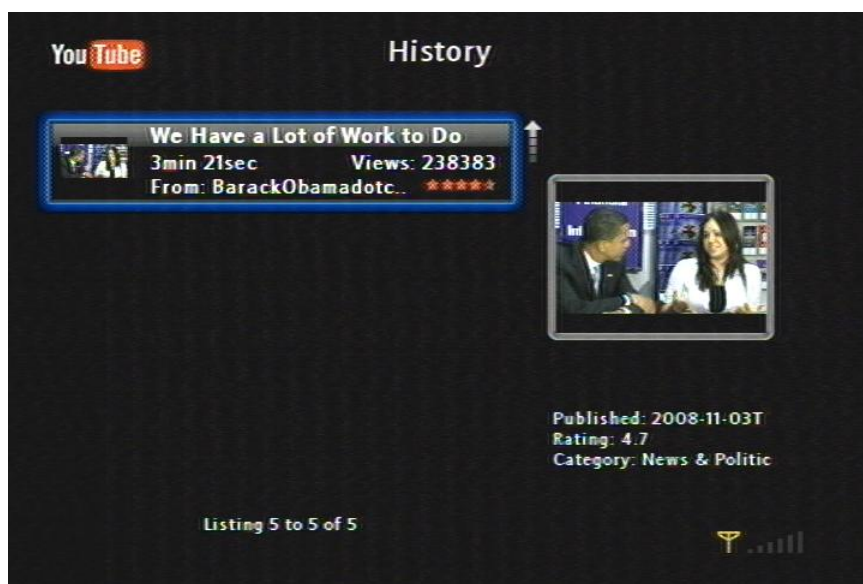 YouTube
History
We Have a Lot of Work to Do
3min 21sec Views: 238383
From: BarackObamadotc..
Published: 2008-11-03T
Rating: 4.7
Category: News & Politic
Listing 5 to 5 of 5